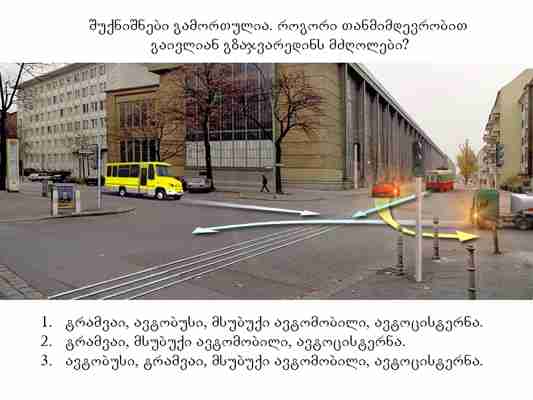 შუქნიშნები გამორთულია. როგორი თანმიმდევრობით
გაივლიან გზაჯვარედინს მძღოლები?
1. ტრამვაი, ავტობუსი, მსუბუქი ავტომობილი, ავტოცისტერნა.
2. ტრამვაი, მსუბუქი ავტომობილი, ავტოცისტერნა.
3. ავტობუსი, ტრამვაი, მსუბუქი ავტომობილი, ავტოცისტერნა.